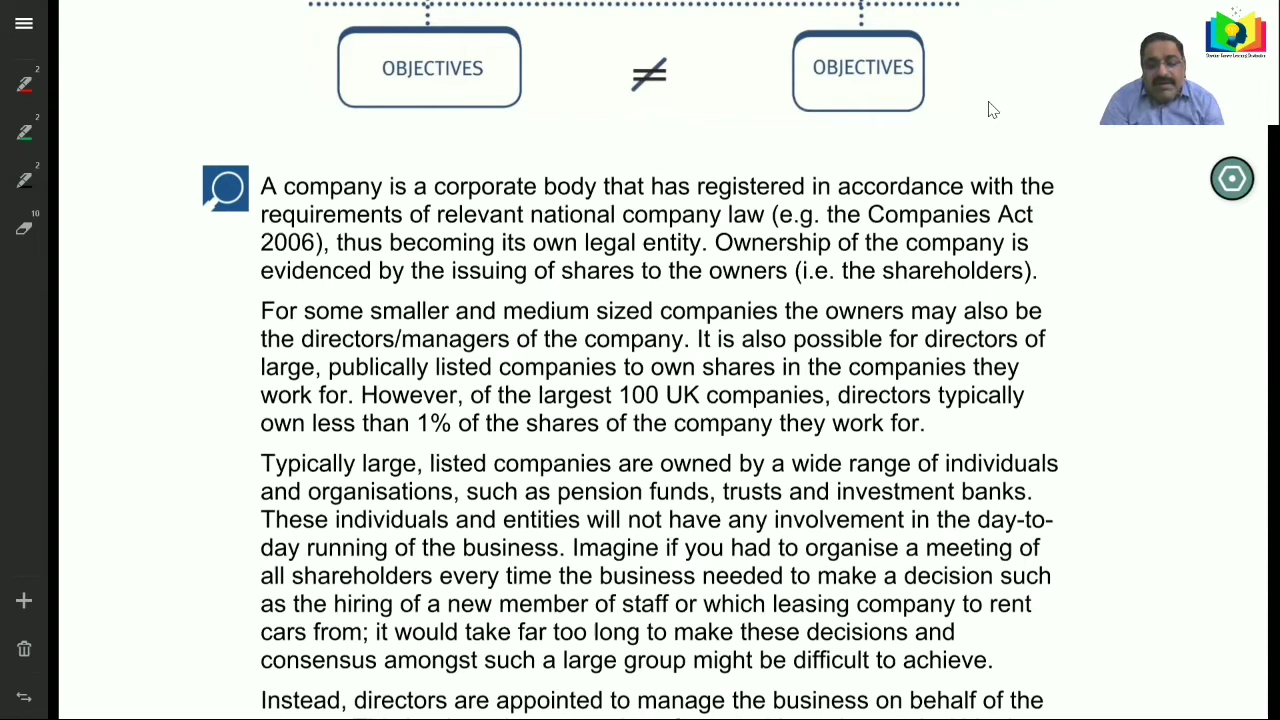 OBJECTIVES ≠ OBJECTIVES
2
2
2
10
A company is a corporate body that has registered in accordance with the
requirements of relevant national company law (e.g. the Companies Act
2006), thus becoming its own legal entity. Ownership of the company is
evidenced by the issuing of shares to the owners (i.e. the shareholders).
For some smaller and medium sized companies the owners may also be
the directors/managers of the company. It is also possible for directors of
large, publically listed companies to own shares in the companies they
work for. However, of the largest 100 UK companies, directors typically
own less than 1% of the shares of the company they work for.
Typically large, listed companies are owned by a wide range of individuals
and organisations, such as pension funds, trusts and investment banks.
These individuals and entities will not have any involvement in the day-to-
day running of the business. Imagine if you had to organise a meeting of
all shareholders every time the business needed to make a decision such
as the hiring of a new member of staff or which leasing company to rent
cars from; it would take far too long to make these decisions and
consensus amongst such a large group might be difficult to achieve.
Instead, directors are appointed to manage the business on behalf of the